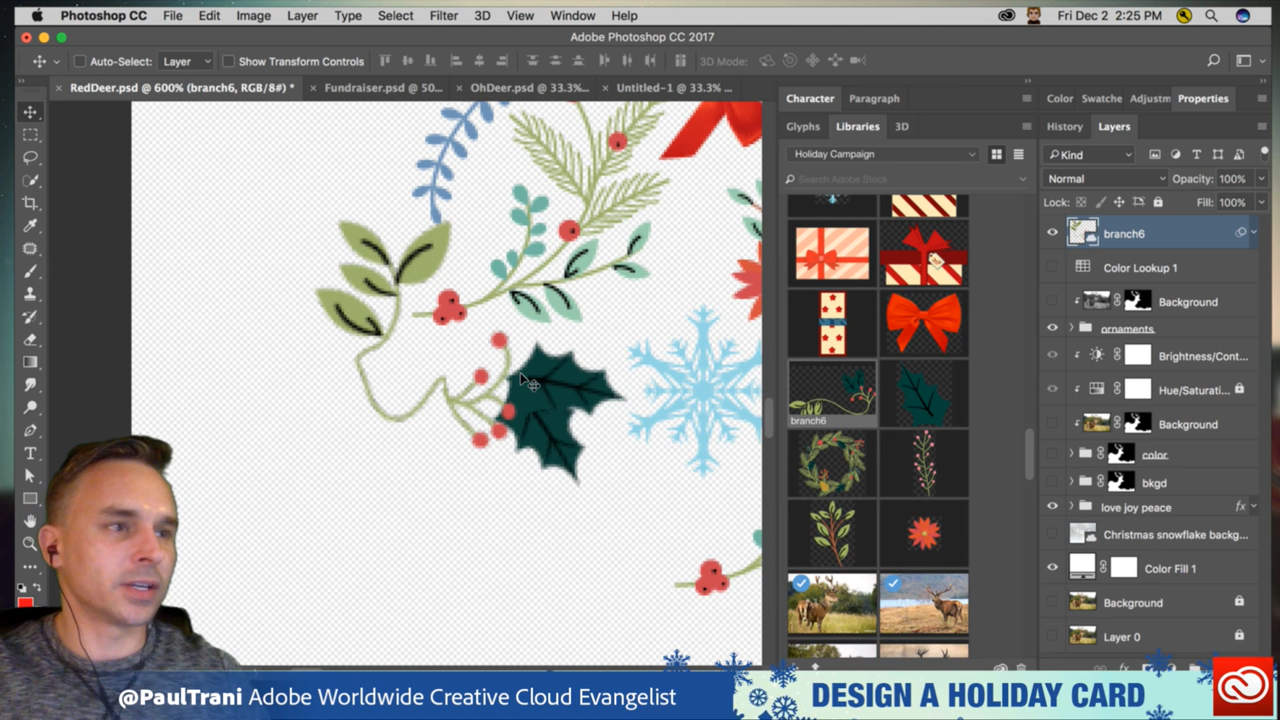 Photoshop CC File Edit Image Layer Type Select Filter 3D View Window Help Fri Dec 2 2:25 PM
Adobe Photoshop CC 2017
Auto-Select: Layer Show Transform Controls 3D Mode:
RedDeer.psd @ 600% (branch6, RGB/8#) * Fundraiser.psd @ 50... OhDeer.psd @ 33.3%... Untitled-1 @ 33.3% ...
Character Paragraph
Glyphs Libraries 3D
Holiday Campaign
Search Adobe Stock
branch6
Color Swatche Adjustm Properties
History Layers
Kind
Normal Opacity: 100%
Lock: Fill: 100%
branch6
Color Lookup 1
Background
ornaments
Brightness/Cont...
Hue/Saturati...
Background
color
bkgd
love joy peace fx
Christmas snowflake backg...
Color Fill 1
Background
Layer 0
@PaulTrani Adobe Worldwide Creative Cloud Evangelist
DESIGN A HOLIDAY CARD